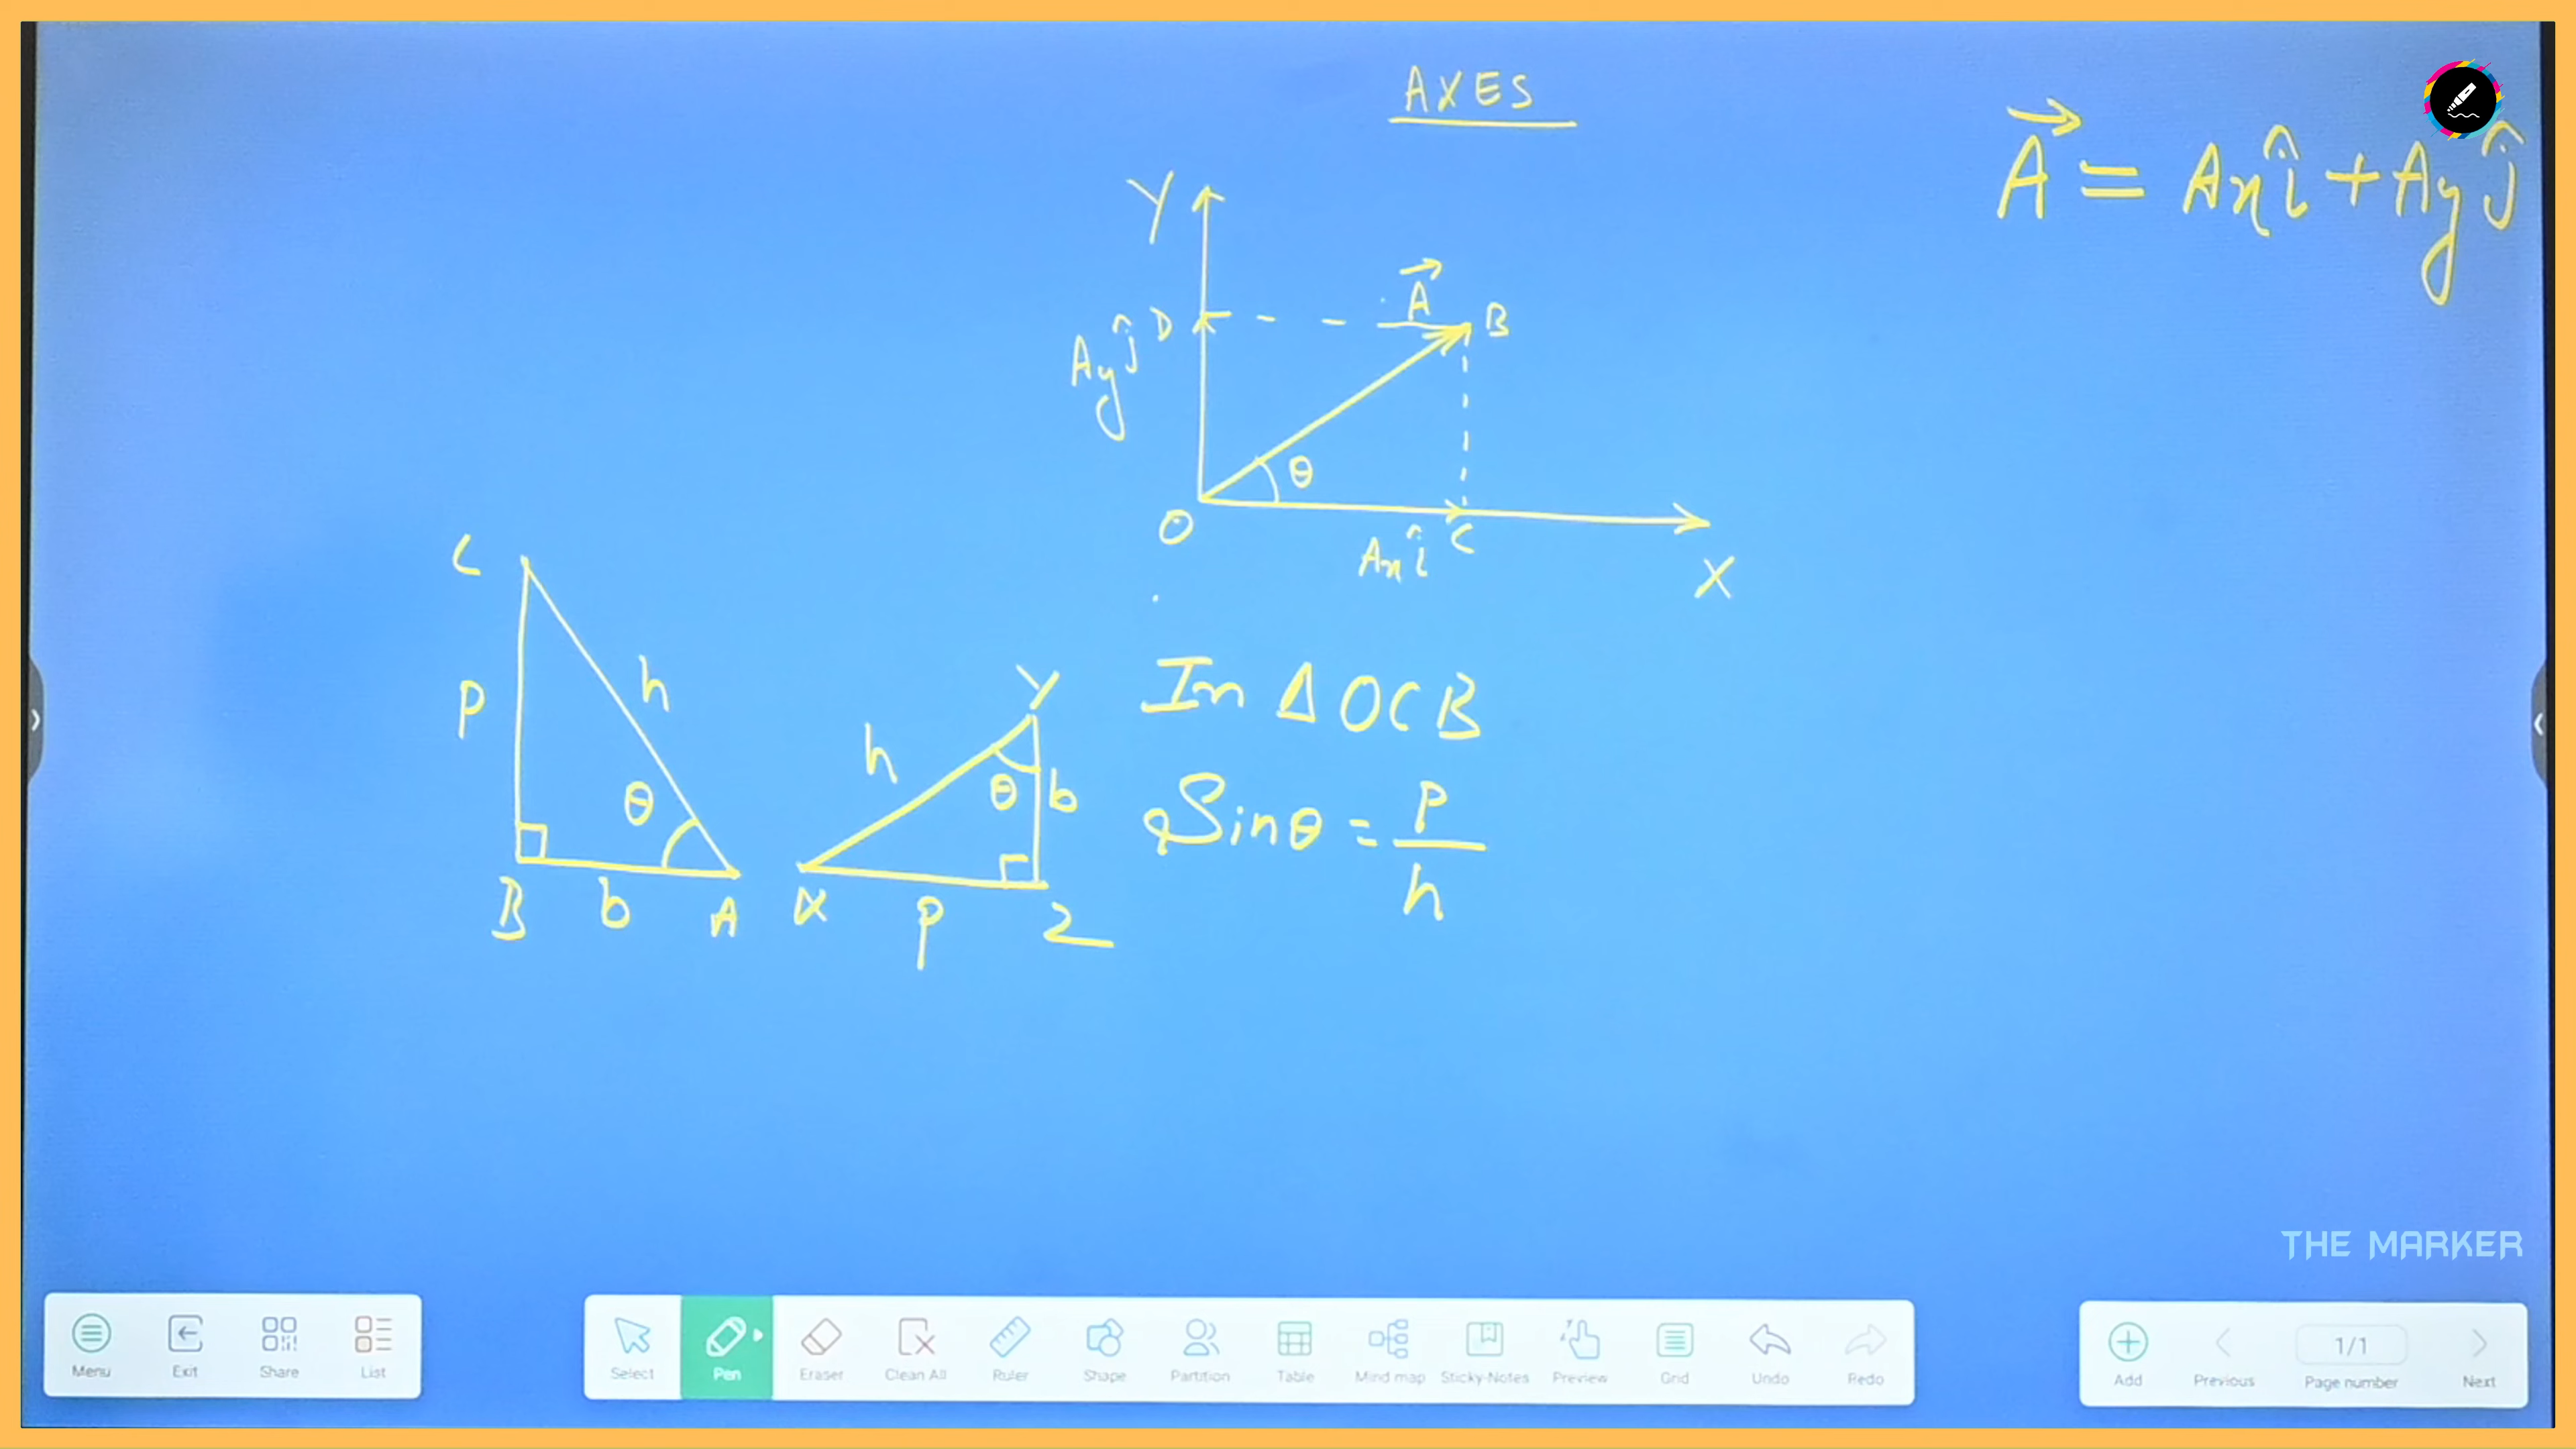 AXES
A⃗ = Axî + Ayĵ
Y
A⃗
D
B
Ayĵ
θ
O
Axî
C
X
C
p
h
θ
B
b
A
Y
h
θ
b
X
p
Z
In Δ OCB
Sinθ = p/h
THE MARKER
Menu
Exit
Share
List
Select
Pen
Eraser
Clean All
Ruler
Shape
Partition
Table
Mind map
Sticky-Notes
Preview
Grid
Undo
Redo
Add
Previous
1/1
Page number
Next